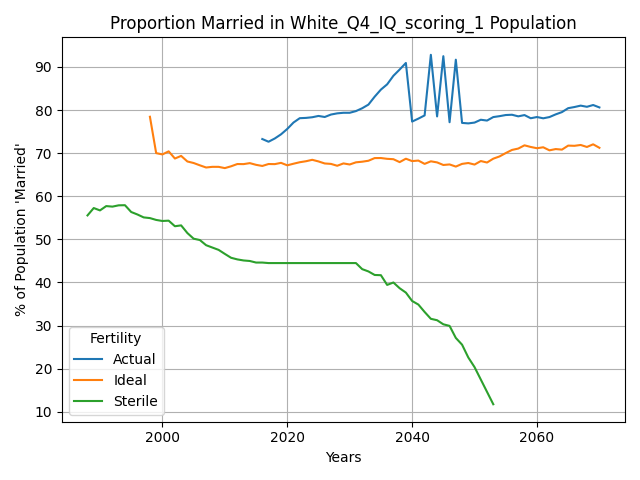 Proportion Married in White_Q4_IQ_scoring_1 Population
% of Population 'Married'
90
80
70
60
50
40
30
20
10
Fertility
Actual
Ideal
Sterile
2000
2020
2040
2060
Years